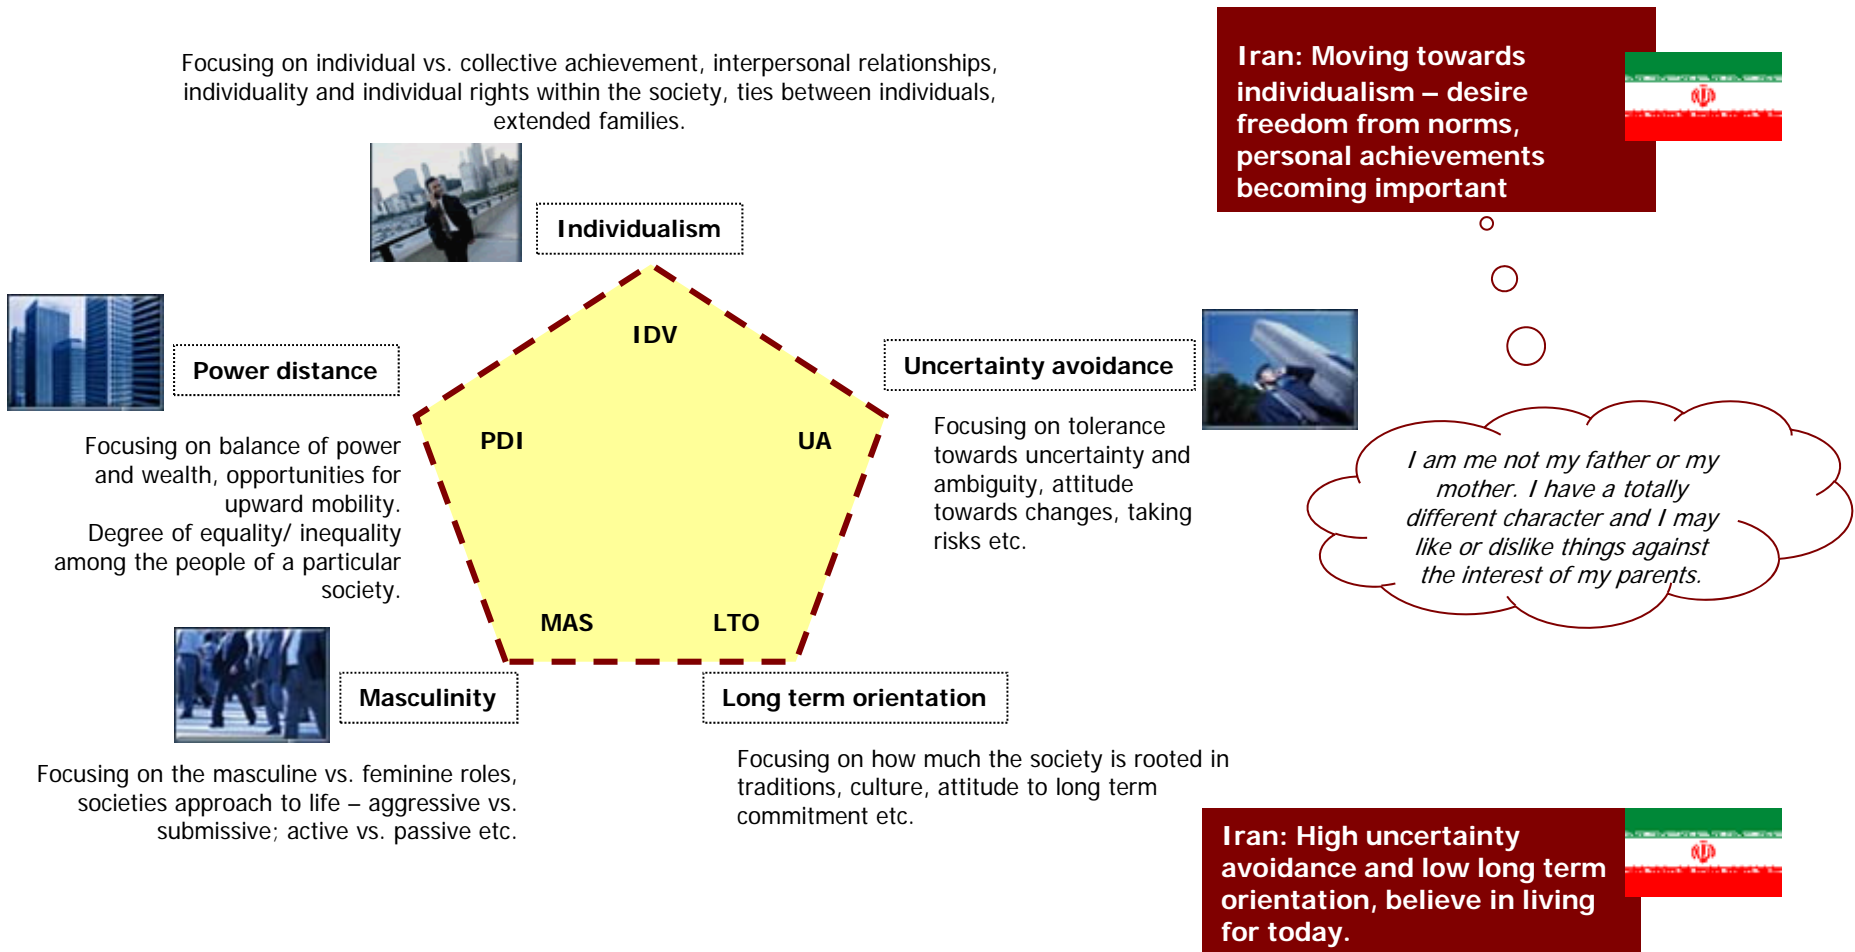 Focusing on individual vs. collective achievement, interpersonal relationships,
individuality and individual rights within the society, ties between individuals,
extended families.
Iran: Moving towards
individualism – desire
freedom from norms,
personal achievements
becoming important
Individualism
IDV
Power distance
PDI
Focusing on balance of power
and wealth, opportunities for
upward mobility.
Degree of equality/ inequality
among the people of a particular
society.
Uncertainty avoidance
UA
Focusing on tolerance
towards uncertainty and
ambiguity, attitude
towards changes, taking
risks etc.
I am me not my father or my
mother. I have a totally
different character and I may
like or dislike things against
the interest of my parents.
MAS
LTO
Masculinity
Focusing on the masculine vs. feminine roles,
societies approach to life – aggressive vs.
submissive; active vs. passive etc.
Long term orientation
Focusing on how much the society is rooted in
traditions, culture, attitude to long term
commitment etc.
Iran: High uncertainty
avoidance and low long term
orientation, believe in living
for today.